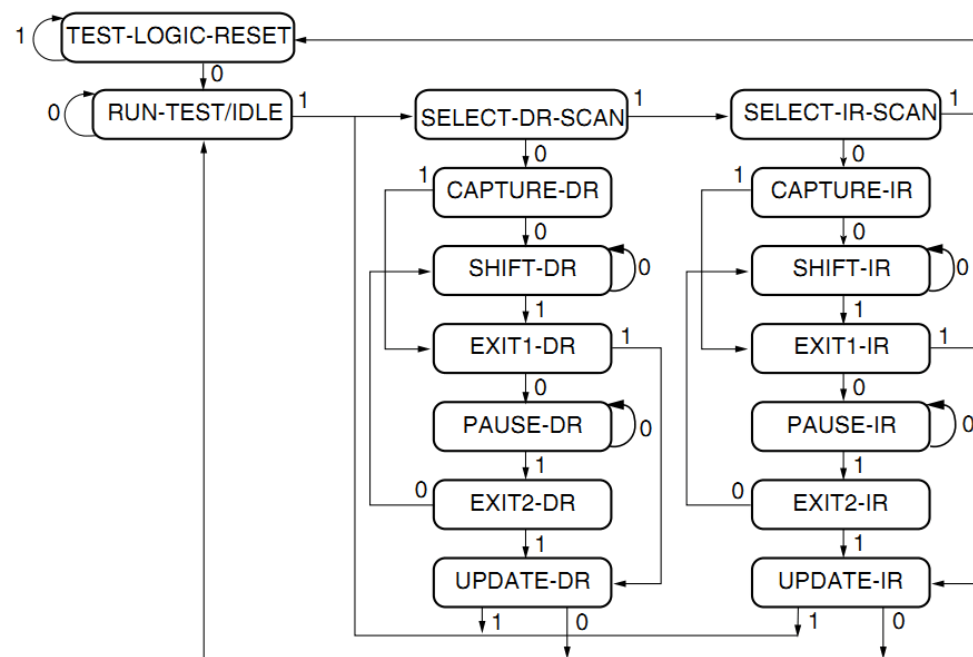 1 TEST-LOGIC-RESET
0
0 RUN-TEST/IDLE 1 SELECT-DR-SCAN 1 SELECT-IR-SCAN 1
0 0
1 CAPTURE-DR 1 CAPTURE-IR
0 0
SHIFT-DR 0 SHIFT-IR 0
1 1
EXIT1-DR 1 EXIT1-IR 1
0 0
PAUSE-DR 0 PAUSE-IR 0
1 1
0 EXIT2-DR 0 EXIT2-IR
1 1
UPDATE-DR UPDATE-IR
1 0 1 0